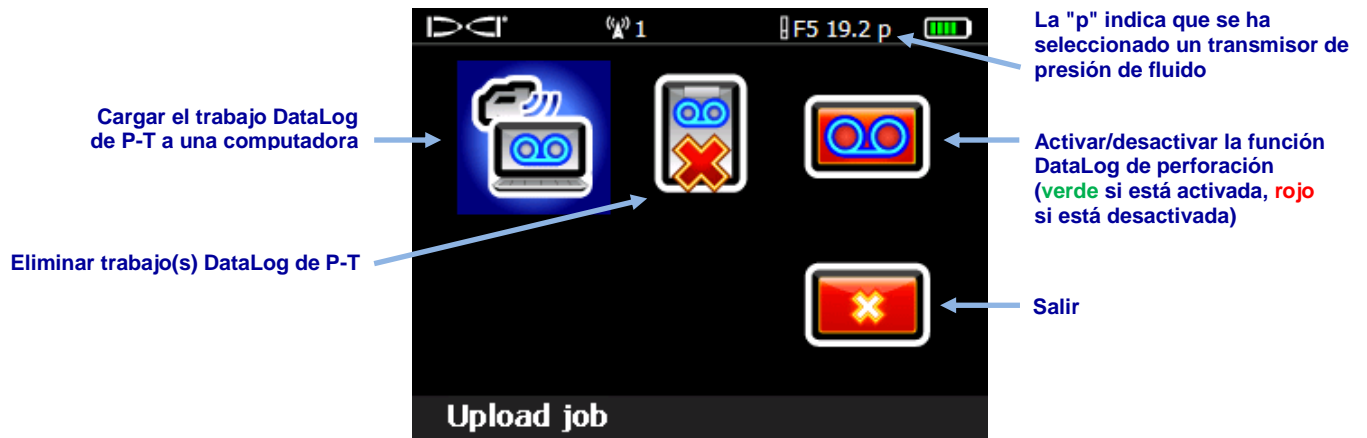 DCI
1
F5 19.2 p
La "p" indica que se ha
seleccionado un transmisor de
presión de fluido
Cargar el trabajo DataLog
de P-T a una computadora
Activar/desactivar la función
DataLog de perforación
(verde si está activada, rojo
si está desactivada)
Eliminar trabajo(s) DataLog de P-T
Salir
Upload job